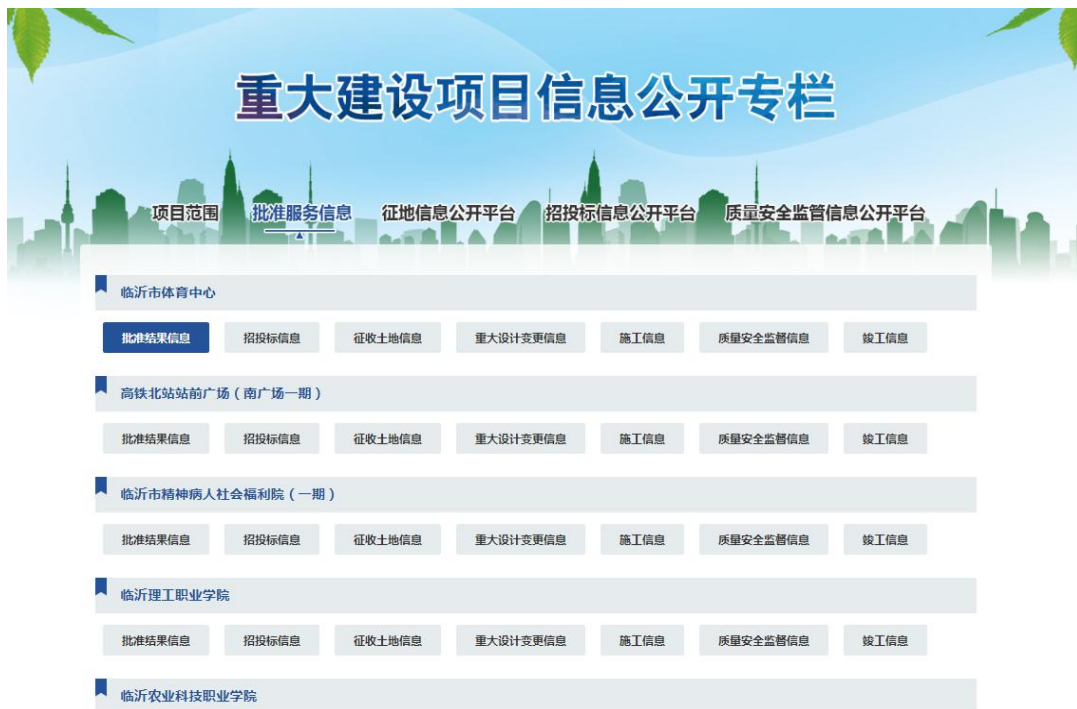 重大建设项目信息公开专栏
项目范围 批准服务信息 征地信息公开平台 招投标信息公开平台 质量安全监管信息公开平台
临沂市体育中心
批准结果信息 招投标信息 征收土地信息 重大设计变更信息 施工信息 质量安全监督信息 竣工信息
高铁北站站前广场（南广场一期）
批准结果信息 招投标信息 征收土地信息 重大设计变更信息 施工信息 质量安全监督信息 竣工信息
临沂市精神病人社会福利院（一期）
批准结果信息 招投标信息 征收土地信息 重大设计变更信息 施工信息 质量安全监督信息 竣工信息
临沂理工职业学院
批准结果信息 招投标信息 征收土地信息 重大设计变更信息 施工信息 质量安全监督信息 竣工信息
临沂农业科技职业学院